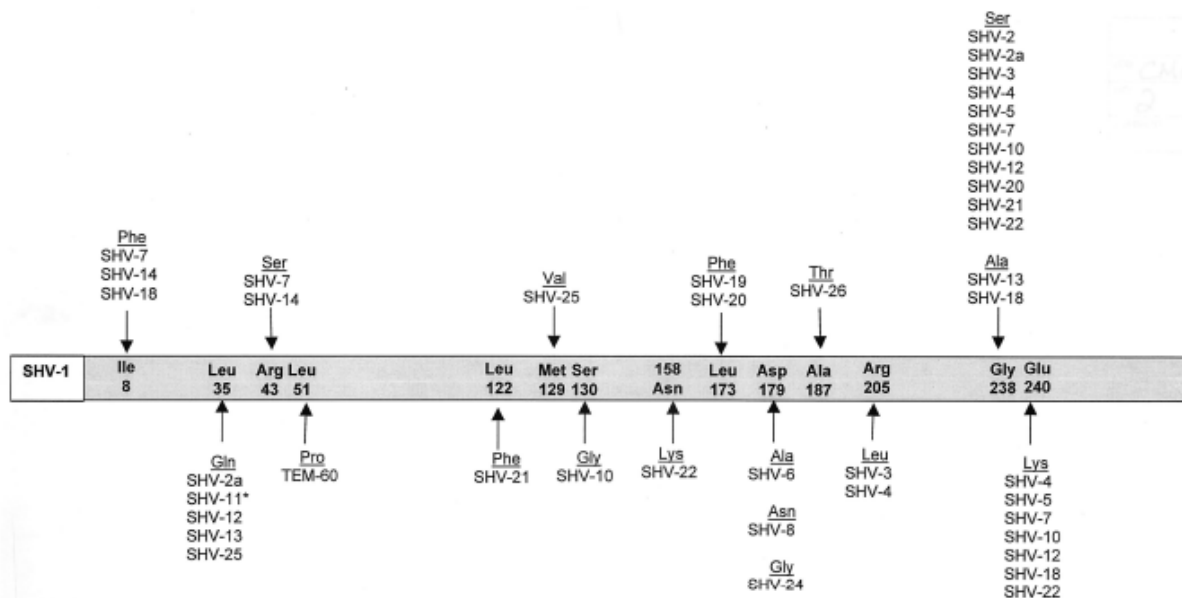 Ser
SHV-2
SHV-2a
SHV-3
SHV-4
SHV-5
SHV-7
SHV-10
SHV-12
SHV-20
SHV-21
SHV-22
Phe
SHV-7
SHV-14
SHV-18
Ser
SHV-7
SHV-14
Val
SHV-25
Phe
SHV-19
SHV-20
Thr
SHV-26
Ala
SHV-13
SHV-18
SHV-1
Ile
8
Leu
35
Arg
43
Leu
51
Leu
122
Met
129
Ser
130
158
Asn
Leu
173
Asp
179
Ala
187
Arg
205
Gly
238
Glu
240
Gln
SHV-2a
SHV-11*
SHV-12
SHV-13
SHV-25
Pro
TEM-60
Phe
SHV-21
Gly
SHV-10
Lys
SHV-22
Ala
SHV-6
Asn
SHV-8
Gly
SHV-24
Leu
SHV-3
SHV-4
Lys
SHV-4
SHV-5
SHV-7
SHV-10
SHV-12
SHV-18
SHV-22